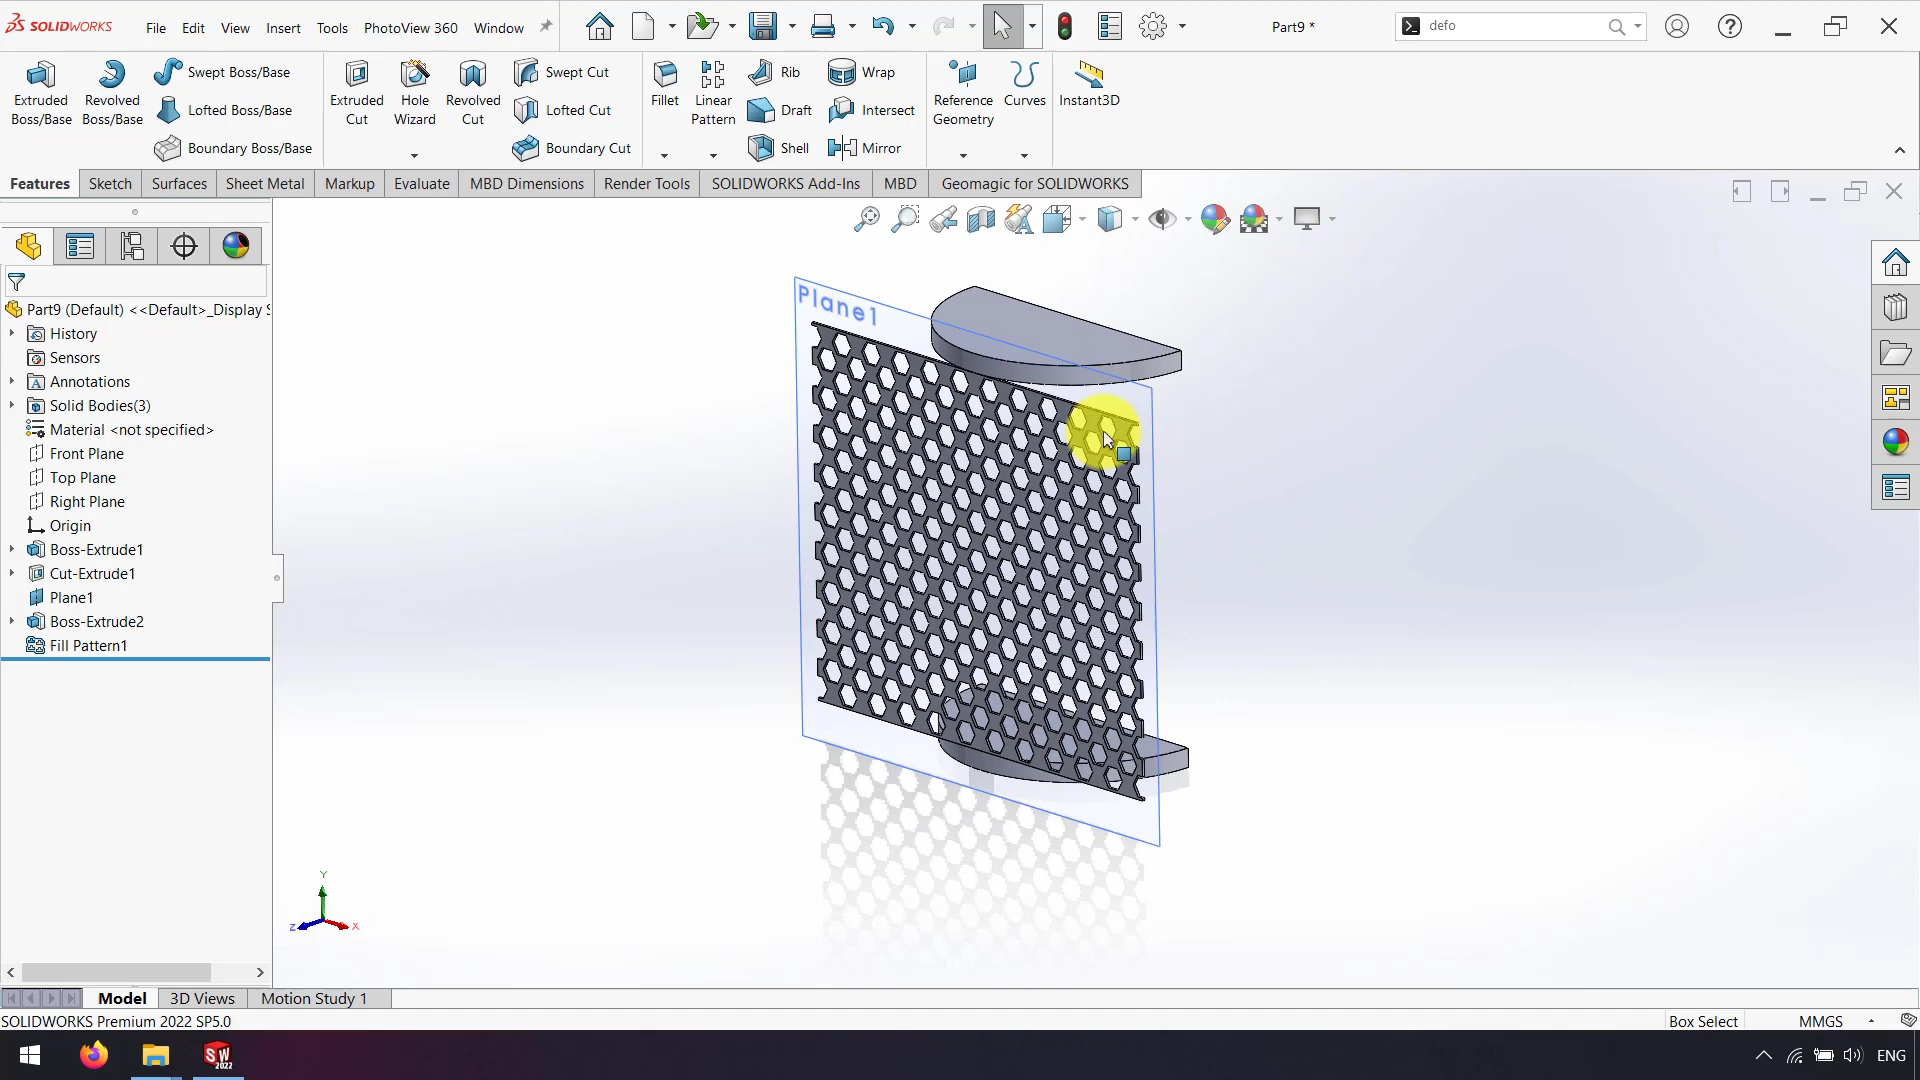 SOLIDWORKS
File Edit View Insert Tools PhotoView 360 Window
Part9 *
defo
Extruded Boss/Base
Revolved Boss/Base
Swept Boss/Base
Lofted Boss/Base
Boundary Boss/Base
Extruded Cut
Hole Wizard
Revolved Cut
Swept Cut
Lofted Cut
Boundary Cut
Fillet
Linear Pattern
Rib
Draft
Shell
Wrap
Intersect
Mirror
Reference Geometry
Curves
Instant3D
Features Sketch Surfaces Sheet Metal Markup Evaluate MBD Dimensions Render Tools SOLIDWORKS Add-Ins MBD Geomagic for SOLIDWORKS
Part9 (Default) <<Default>_Display S
History
Sensors
Annotations
Solid Bodies(3)
Material <not specified>
Front Plane
Top Plane
Right Plane
Origin
Boss-Extrude1
Cut-Extrude1
Plane1
Boss-Extrude2
Fill Pattern1
Plane1
Y
Z
X
Model 3D Views Motion Study 1
SOLIDWORKS Premium 2022 SP5.0
Box Select
MMGS
SW
2022
ENG